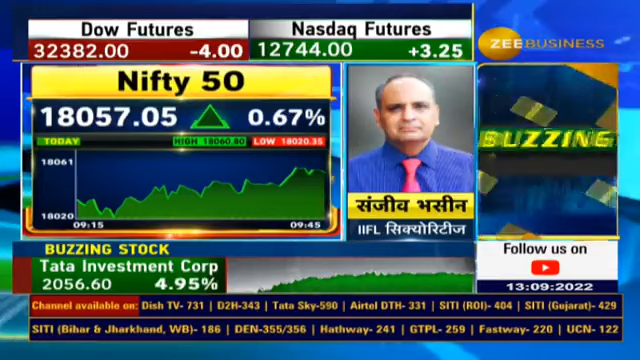 Dow Futures
32382.00 -4.00
Nasdaq Futures
12744.00 +3.25
ZEE BUSINESS
Nifty 50
18057.05 0.67%
TODAY HIGH 18060.80 LOW 18020.35
18061
18020
09:15 09:45
संजीव भसीन
IIFL सिक्योरिटीज
BUZZING
BUZZING STOCK
Tata Investment Corp
2056.60 4.95%
Follow us on
13:09:2022
Channel available on: Dish TV- 731 | D2H-343 | Tata Sky-590 | Airtel DTH- 331 | SITI (ROI)- 404 | SITI (Gujarat)- 429
SITI (Bihar & Jharkhand, WB)- 186 | DEN-355/356 | Hathway- 241 | GTPL- 259 | Fastway- 220 | UCN- 122